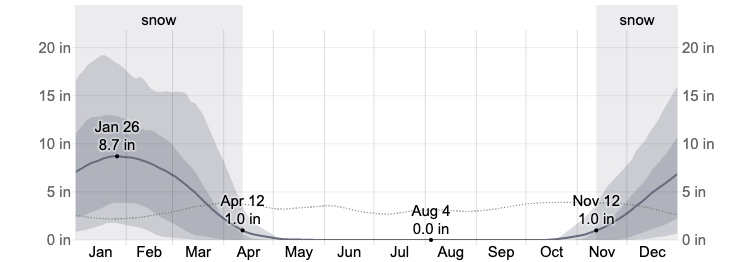 snow snow
20 in 20 in
15 in 15 in
10 in 10 in
Jan 26
8.7 in
5 in 5 in
Apr 12 Nov 12
1.0 in 1.0 in
Aug 4
0.0 in
0 in 0 in
Jan Feb Mar Apr May Jun Jul Aug Sep Oct Nov Dec